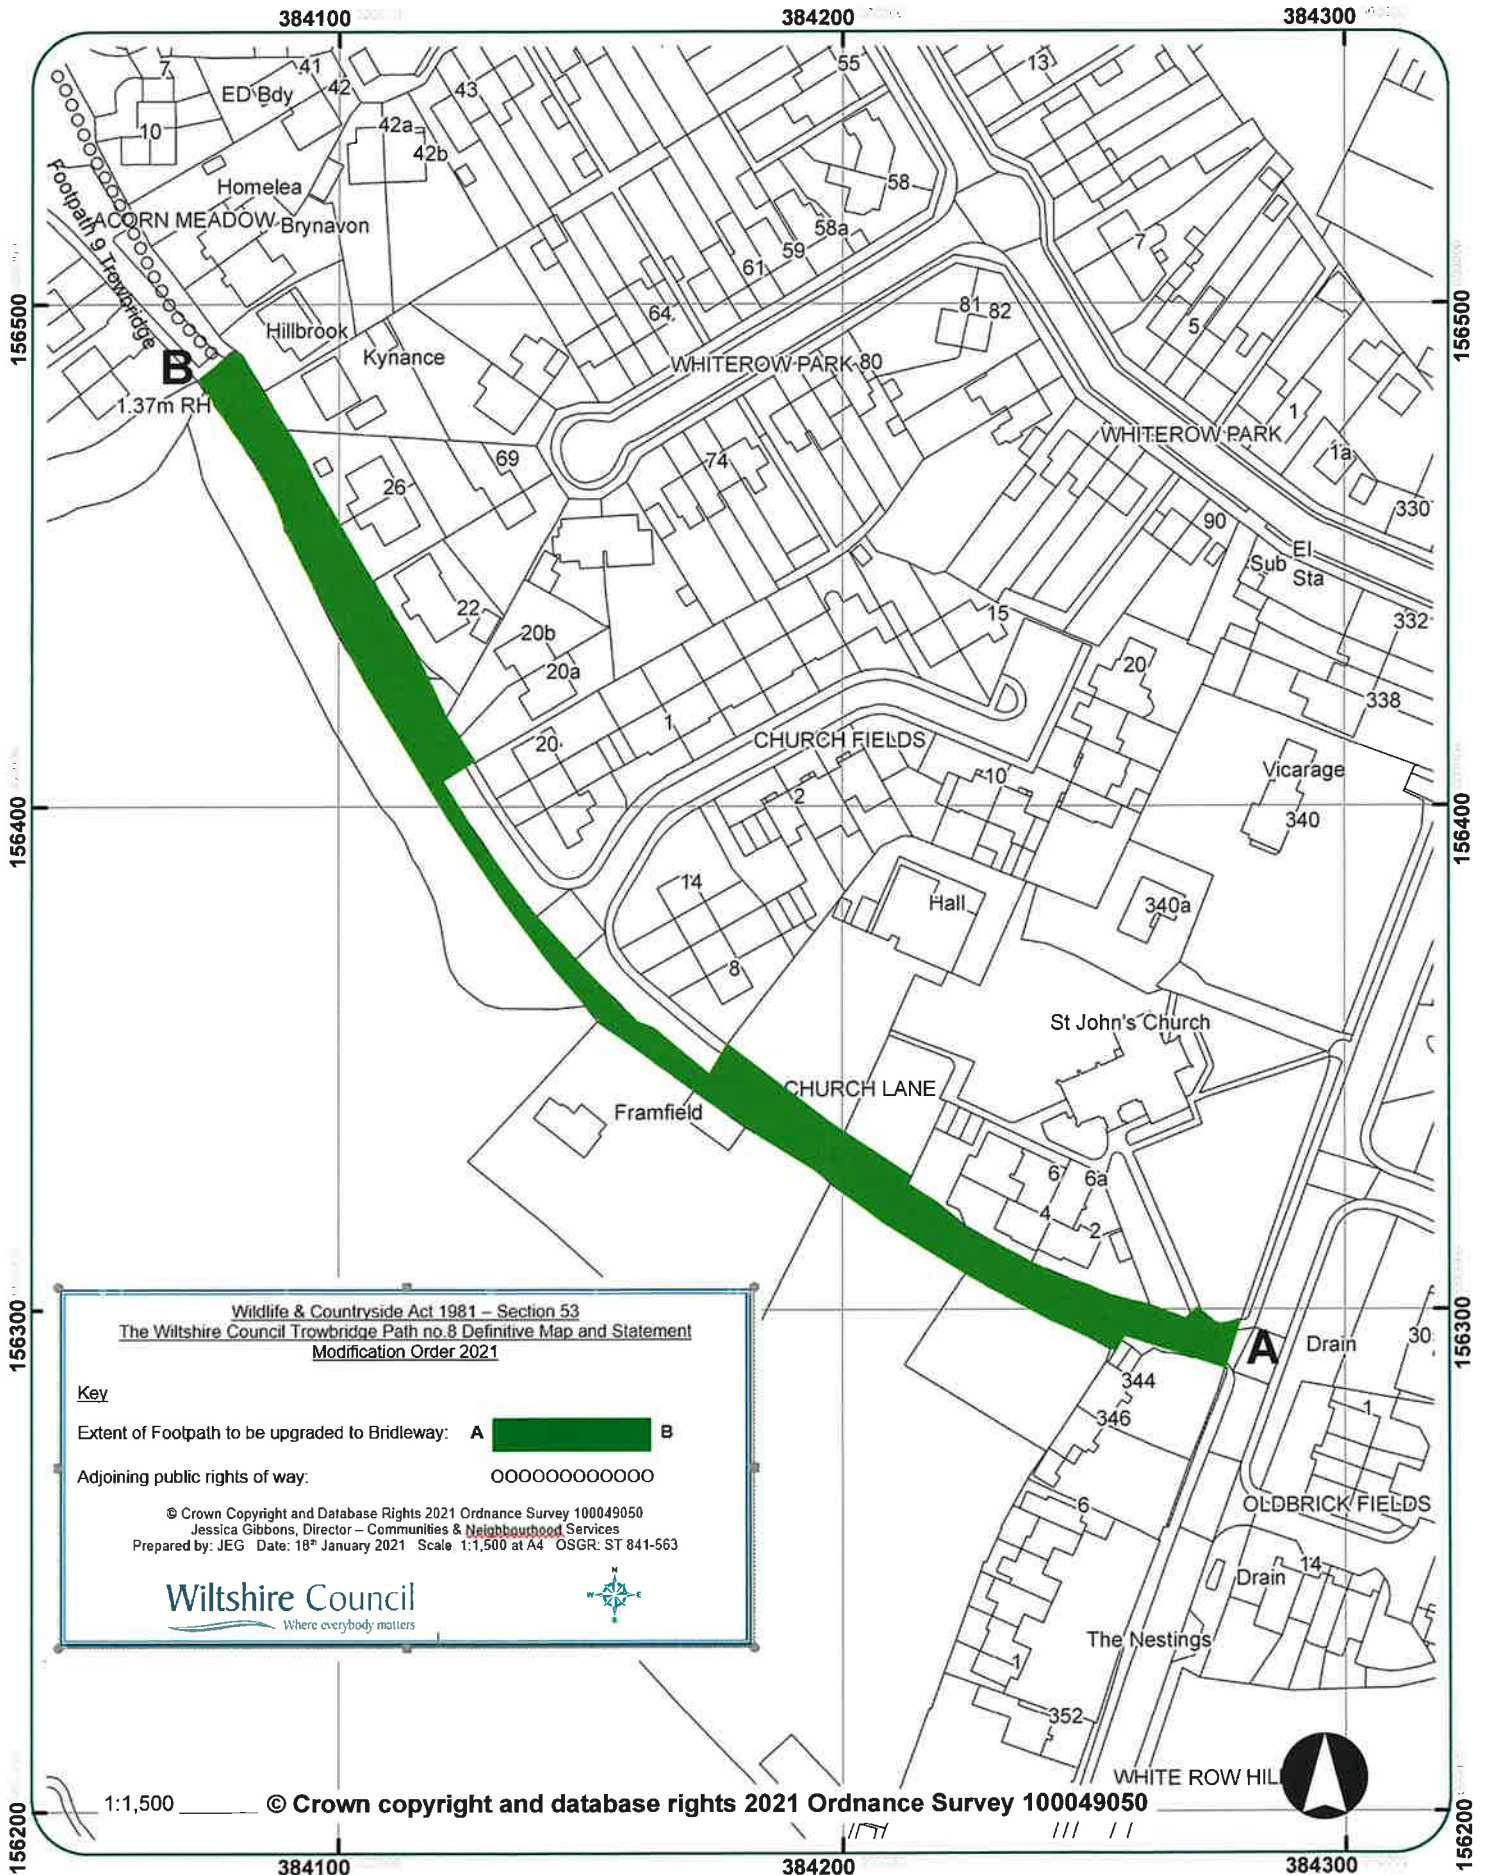 384100
384200
384300
7
41
42
43
55
13
ED Bdy
10
42a
42b
58
Homelea
ACORN MEADOW
Brynavon
58a
59
61
7
Footpath 9 Trowbridge
156500
156500
64
81 82
5
Hillbrook
Kynance
WHITEROW PARK 80
B
1.37m RH
1
WHITEROW PARK
1a
69
74
26
330
90
El
Sub
Sta
22
15
332
20b
20a
20
338
1
20
CHURCH FIELDS
Vicarage
10
2
340
156400
156400
14
Hall
340a
8
St John's Church
CHURCH LANE
Framfield
6
6a
4
2
156300
156300
A
Drain
30
344
1
346
6
OLDBRICK FIELDS
14
Drain
The Nestings
1
352
WHITE ROW HIL
Wildlife & Countryside Act 1981 – Section 53
The Wiltshire Council Trowbridge Path no.8 Definitive Map and Statement
Modification Order 2021
Key
Extent of Footpath to be upgraded to Bridleway: A B
Adjoining public rights of way: OOOOOOOOOOOO
© Crown Copyright and Database Rights 2021 Ordnance Survey 100049050
Jessica Gibbons, Director – Communities & Neighbourhood Services
Prepared by: JEG Date: 18th January 2021 Scale 1:1,500 at A4 OSGR: ST 841-563
N
W E
S
Wiltshire Council
Where everybody matters
1:1,500
© Crown copyright and database rights 2021 Ordnance Survey 100049050
156200
156200
384100
384200
384300